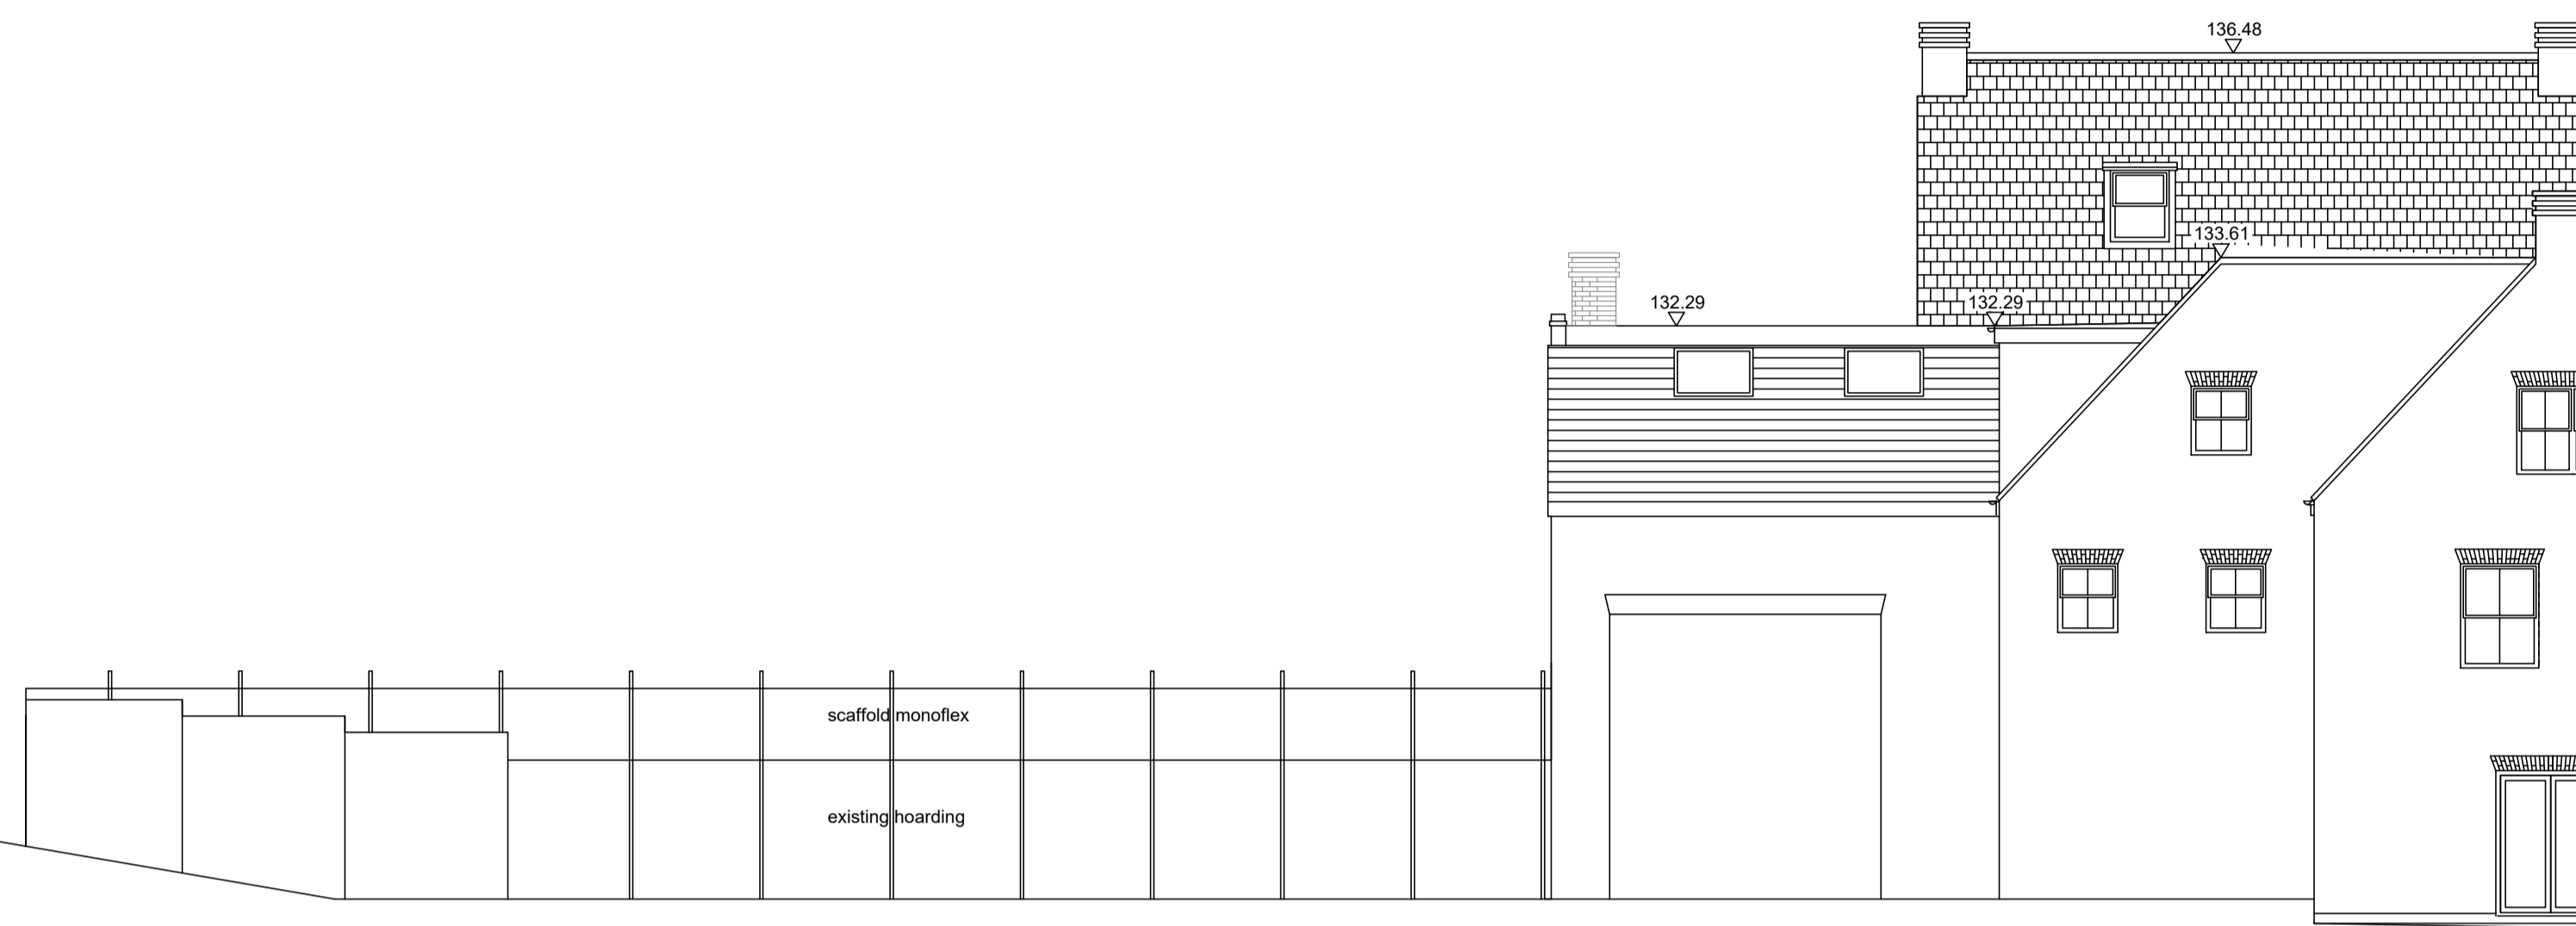 136.48
133.61
132.29
132.29
scaffold monoflex
existing hoarding